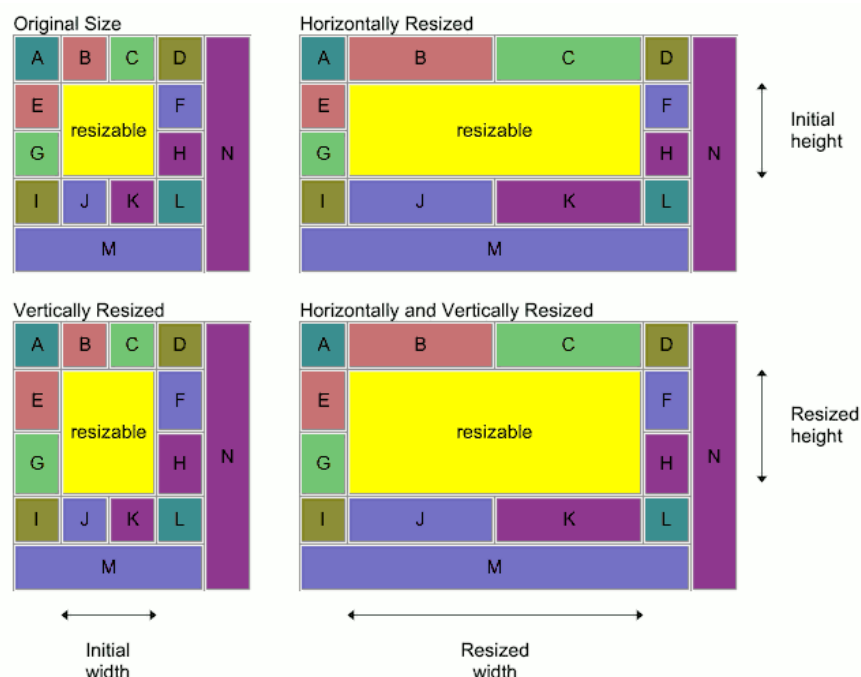 Original Size
A B C D
E F
resizable
G H
N
I J K L
M
Horizontally Resized
A B C D
E F
resizable
G H
N
I J K L
M
Initial
height
Vertically Resized
A B C D
E F
resizable
G H
N
I J K L
M
Horizontally and Vertically Resized
A B C D
E F
resizable
G H
N
I J K L
M
Resized
height
Initial
width
Resized
width